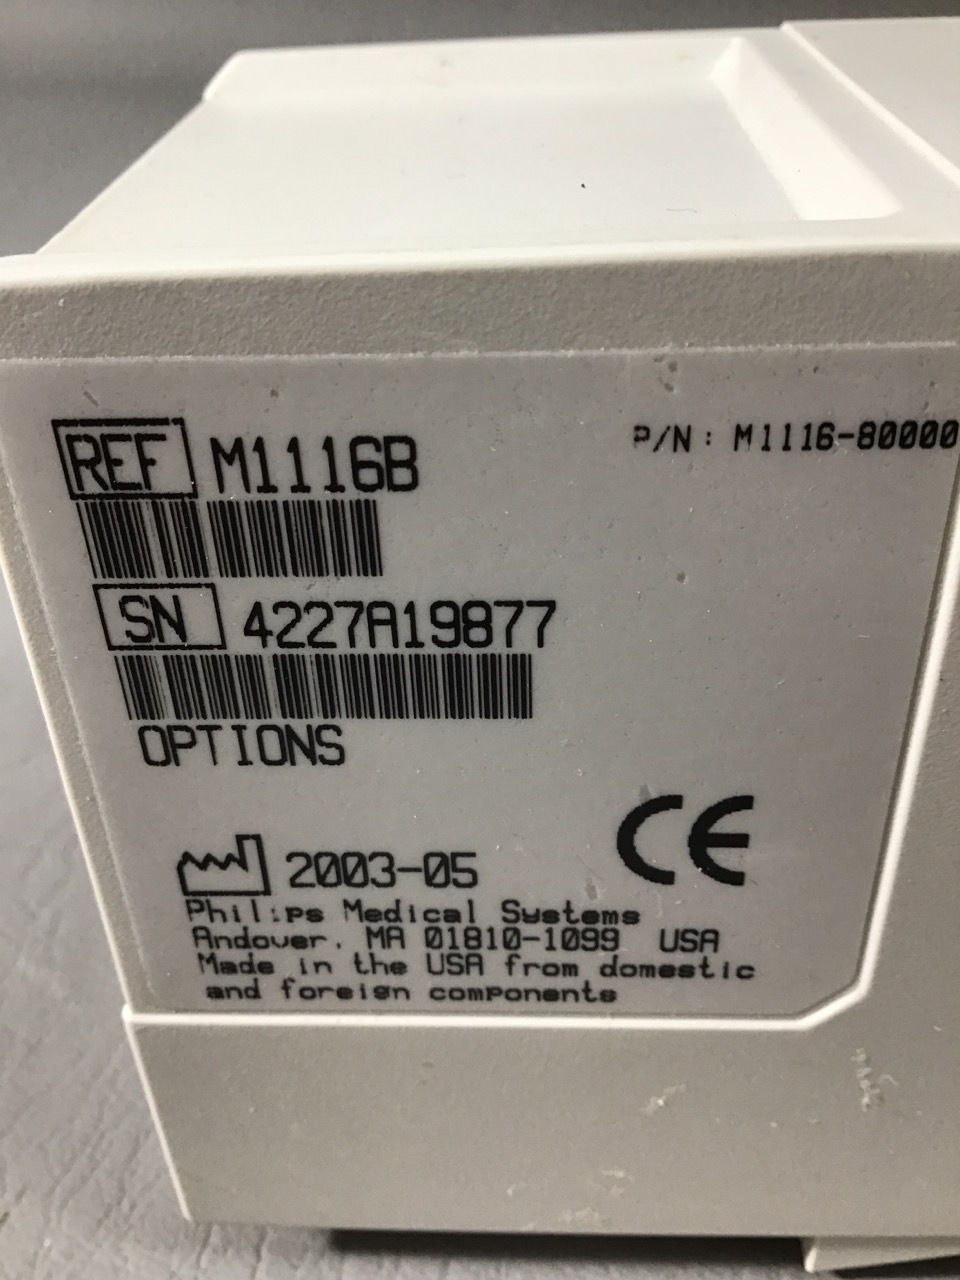 REF M1116B
P/N: M1116-80000
SN 4227A19877
OPTIONS
CE
2003-05
Philips Medical Systems
Andover, MA 01810-1099 USA
Made in the USA from domestic
and foreign components